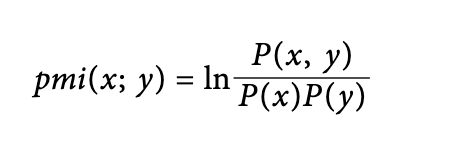 pmi(x; y) = ln P(x, y) / P(x)P(y)